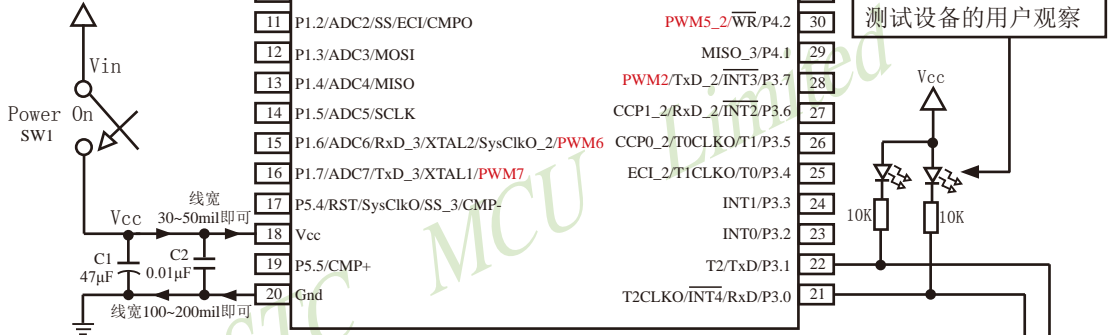 11 P1.2/ADC2/SS/ECI/CMPO
PWM5_2/WR/P4.2 30
测试设备的用户观察
12 P1.3/ADC3/MOSI
MISO_3/P4.1 29
Vin
13 P1.4/ADC4/MISO
PWM2/TxD_2/INT3/P3.7 28
Vcc
Power On
SW1
14 P1.5/ADC5/SCLK
CCP1_2/RxD_2/INT2/P3.6 27
15 P1.6/ADC6/RxD_3/XTAL2/SysClkO_2/PWM6
CCP0_2/T0CLKO/T1/P3.5 26
16 P1.7/ADC7/TxD_3/XTAL1/PWM7
ECI_2/T1CLKO/T0/P3.4 25
线宽
30~50mil即可
17 P5.4/RST/SysClkO/SS_3/CMP-
INT1/P3.3 24
10K
10K
Vcc
18 Vcc
INT0/P3.2 23
C1
47μF
C2
0.01μF
19 P5.5/CMP+
T2/TxD/P3.1 22
20 Gnd
T2CLKO/INT4/RxD/P3.0 21
线宽100~200mil即可
STC MCU Limited